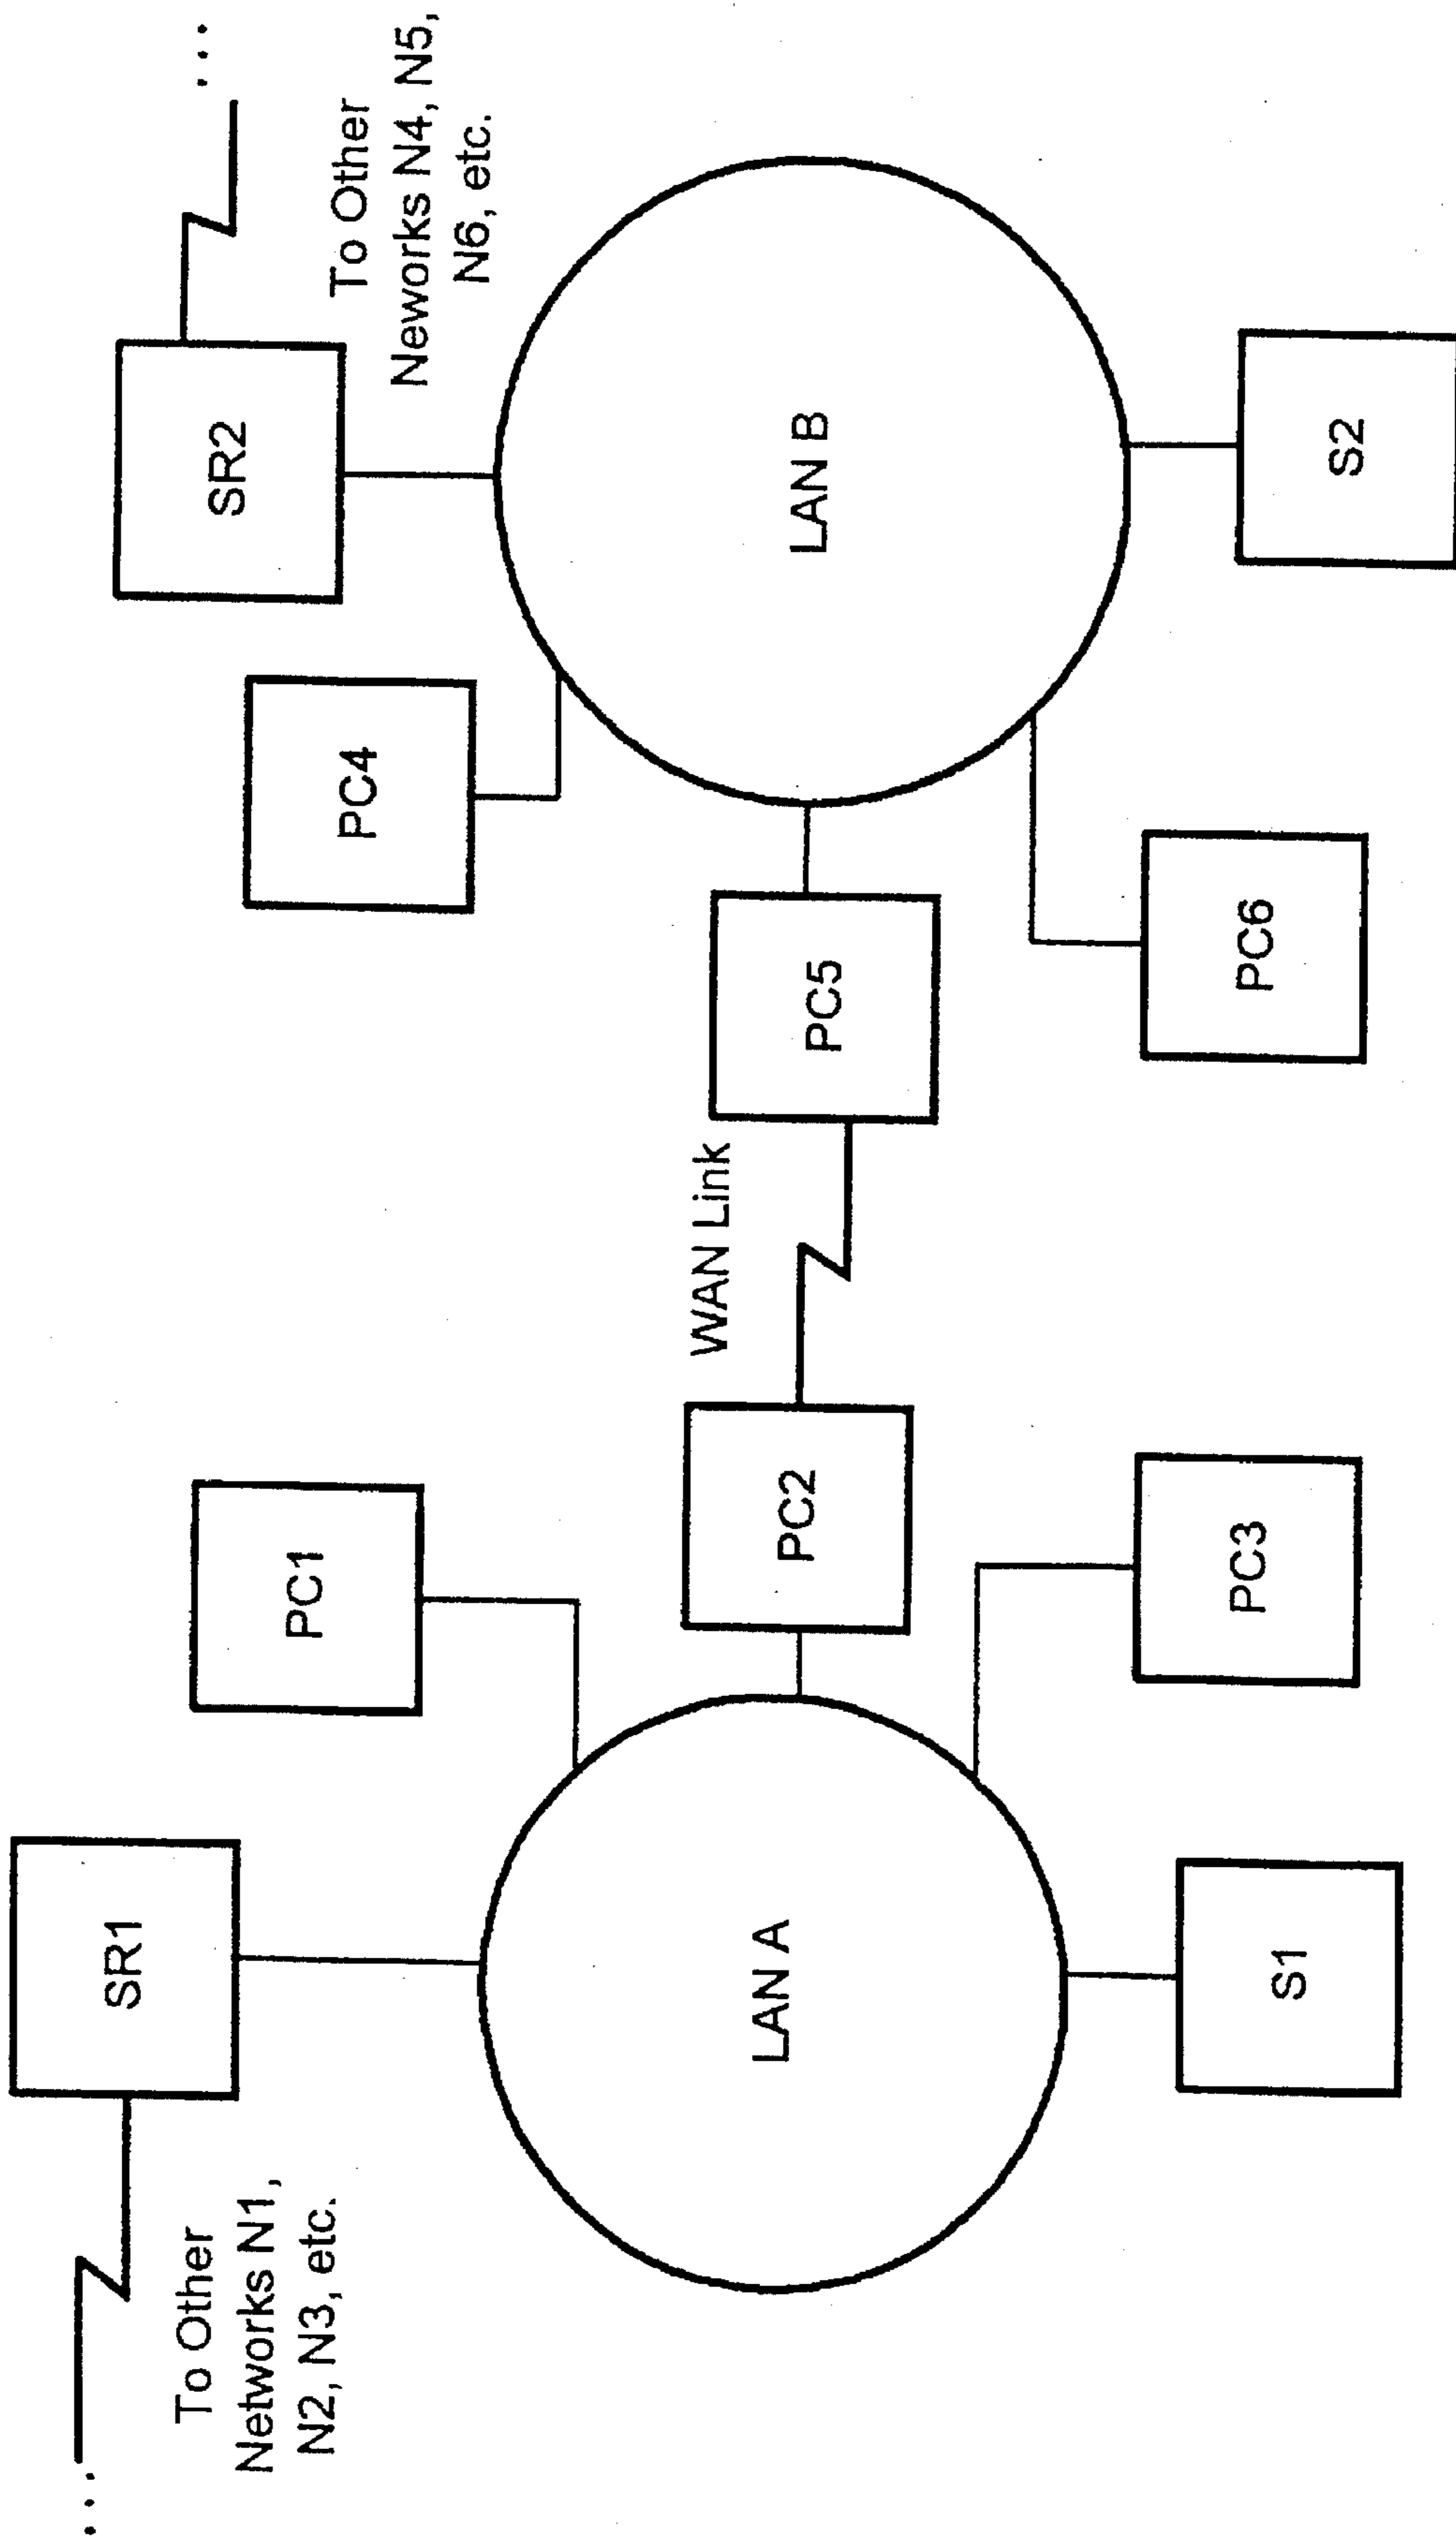 SR1
To Other
Networks N1,
N2, N3, etc.
PC1
LAN A
PC2
PC3
S1
WAN Link
SR2
To Other
Neworks N4, N5,
N6, etc.
PC4
LAN B
PC5
PC6
S2